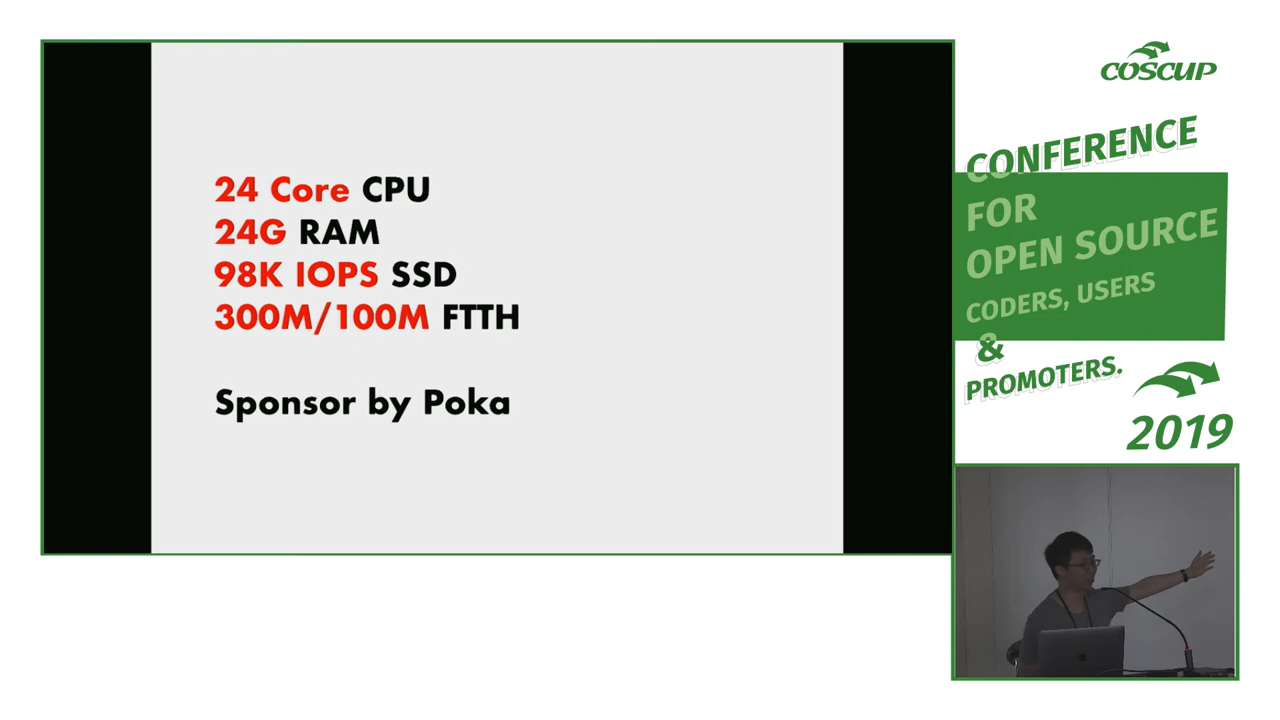 24 Core CPU
24G RAM
98K IOPS SSD
300M/100M FTTH
Sponsor by Poka
COSCUP
CONFERENCE
FOR
OPEN SOURCE
CODERS, USERS
&
PROMOTERS.
2019